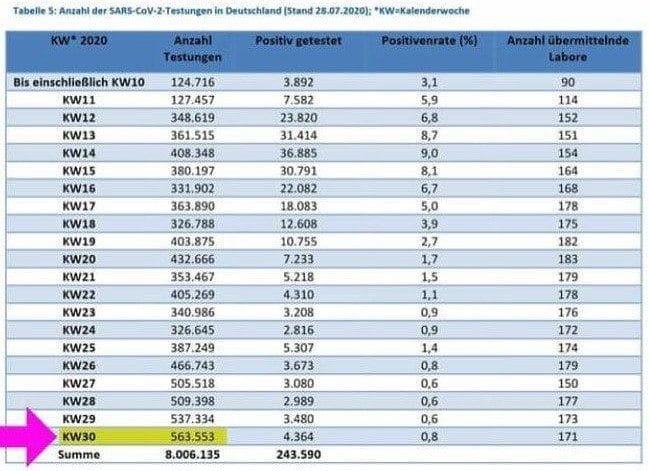 Tabelle 5: Anzahl der SARS-CoV-2-Testungen in Deutschland (Stand 28.07.2020); *KW=Kalenderwoche
KW* 2020 Anzahl Testungen Positiv getestet Positivenrate (%) Anzahl übermittelnde Labore
Bis einschließlich KW10 124.716 3.892 3,1 90
KW11 127.457 7.582 5,9 114
KW12 348.619 23.820 6,8 152
KW13 361.515 31.414 8,7 151
KW14 408.348 36.885 9,0 154
KW15 380.197 30.791 8,1 164
KW16 331.902 22.082 6,7 168
KW17 363.890 18.083 5,0 178
KW18 326.788 12.608 3,9 175
KW19 403.875 10.755 2,7 182
KW20 432.666 7.233 1,7 183
KW21 353.467 5.218 1,5 179
KW22 405.269 4.310 1,1 178
KW23 340.986 3.208 0,9 176
KW24 326.645 2.816 0,9 172
KW25 387.249 5.307 1,4 174
KW26 466.743 3.673 0,8 179
KW27 505.518 3.080 0,6 150
KW28 509.398 2.989 0,6 177
KW29 537.334 3.480 0,6 173
KW30 563.553 4.364 0,8 171
Summe 8.006.135 243.590